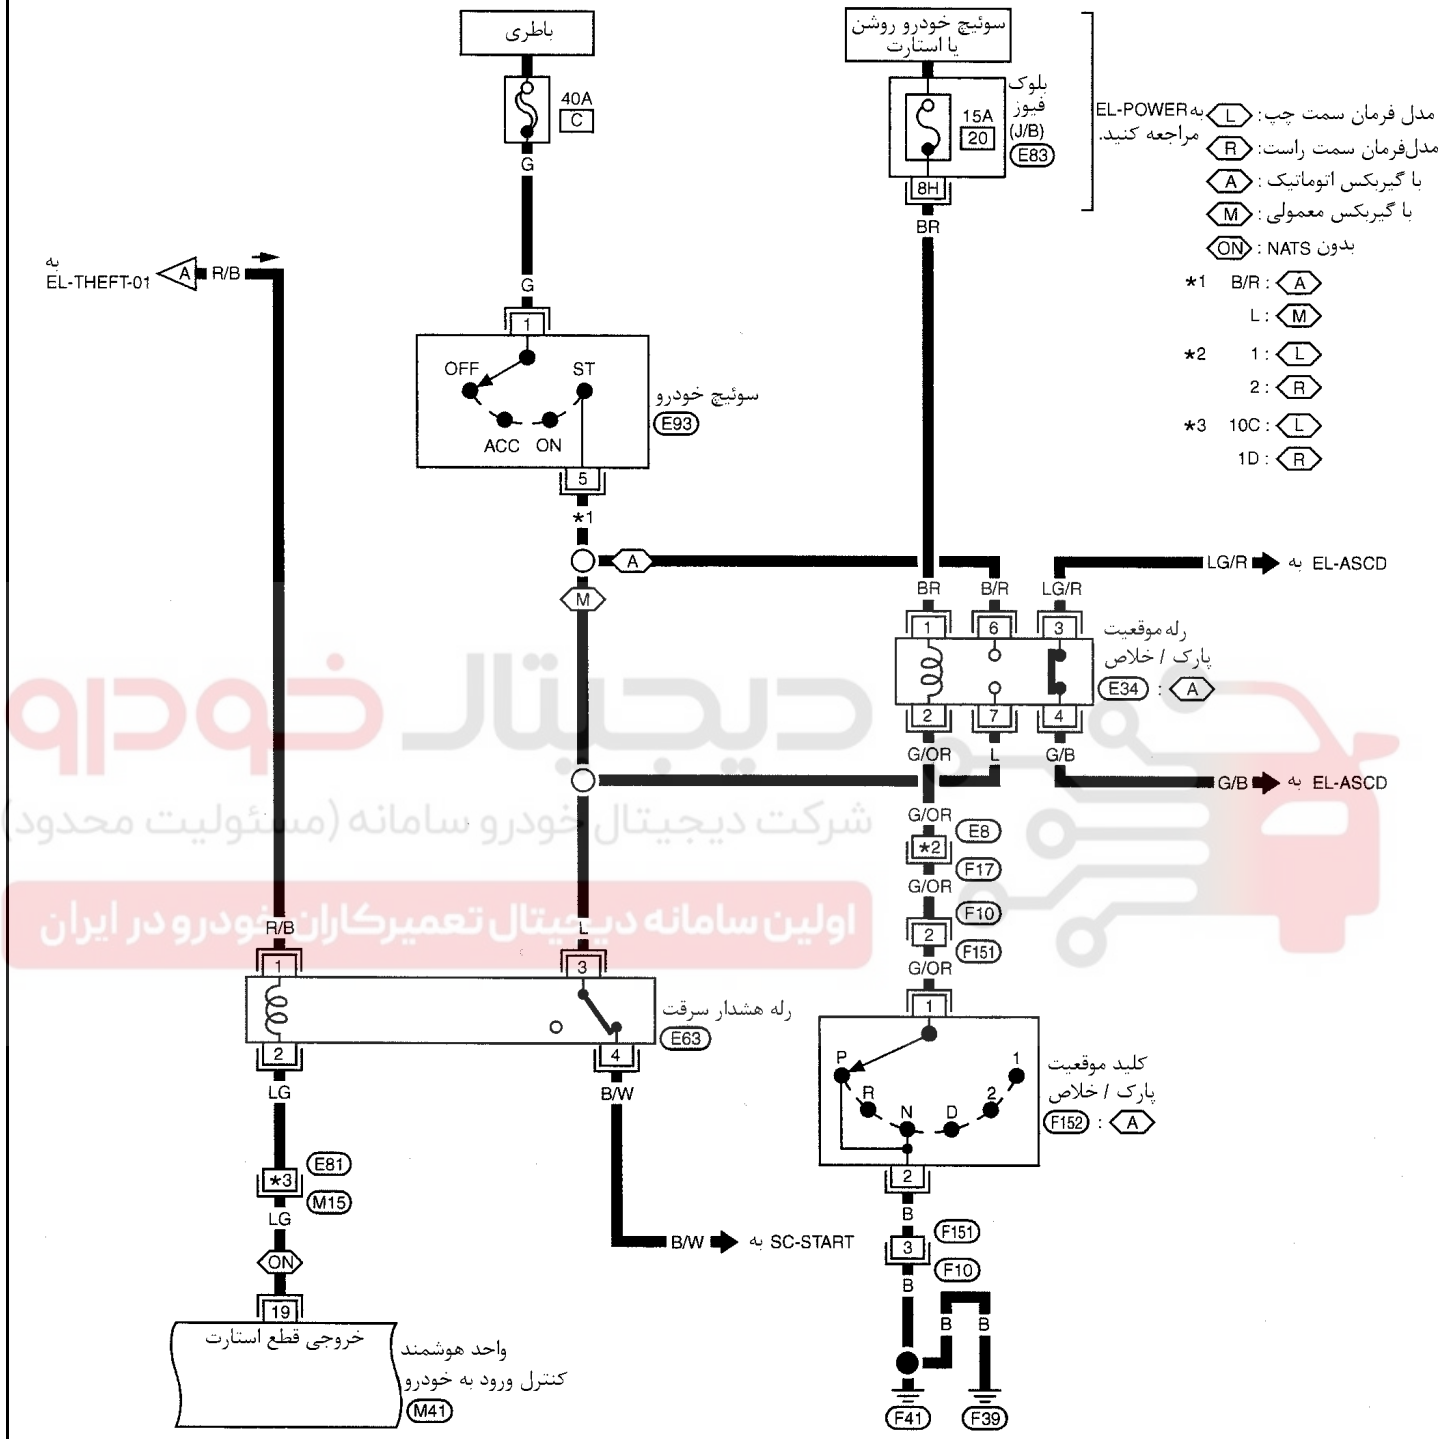 باطری
40A
C
G
G
1
OFF
ST
ACC
ON
سوئیچ خودرو
E93
5
*1
A
M
سوئیچ خودرو روشن
یا استارت
بلوک
فیوز
(J/B)
E83
15A
20
8H
BR
به EL-POWER
مراجعه کنید.
مدل فرمان سمت چپ: L
مدل‌فرمان سمت راست: R
با گیربکس اتوماتیک : A
با گیربکس معمولی : M
بدون NATS : ON
*1 B/R : A
L : M
*2 1 : L
2 : R
*3 10C : L
1D : R
به
EL-THEFT-01
A
R/B
BR
B/R
LG/R
LG/R
به EL-ASCD
1
6
3
رله موقعیت
پارک / خلاص
E34 : A
2
7
4
G/OR
L
G/B
G/B
به EL-ASCD
G/OR
*2
E8
F17
G/OR
2
F10
F151
G/OR
دیجیتال خودرو
شرکت دیجیتال خودرو سامانه (مسئولیت محدود)
اولین سامانه دیجیتال تعمیرکاران خودرو در ایران
R/B
L
1
3
رله هشدار سرقت
E63
2
4
LG
B/W
*3
E81
M15
LG
ON
19
خروجی قطع استارت
واحد هوشمند
کنترل ورود به خودرو
M41
B/W
به SC-START
1
P
R
N
D
2
1
کلید موقعیت
پارک / خلاص
F152 : A
2
B
3
F151
F10
B
B
B
F41
F39